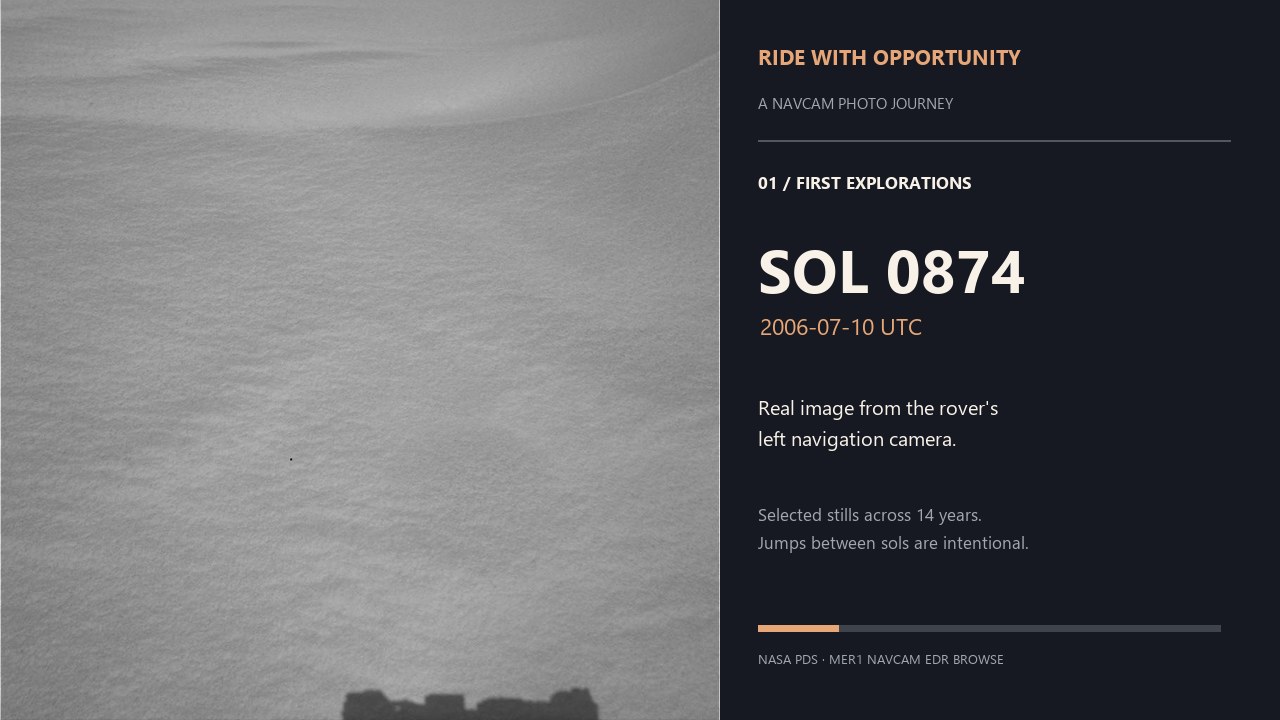 RIDE WITH OPPORTUNITY
A NAVCAM PHOTO JOURNEY
01 / FIRST EXPLORATIONS
SOL 0874
2006-07-10 UTC
Real image from the rover's
left navigation camera.
Selected stills across 14 years.
Jumps between sols are intentional.
NASA PDS · MER1 NAVCAM EDR BROWSE